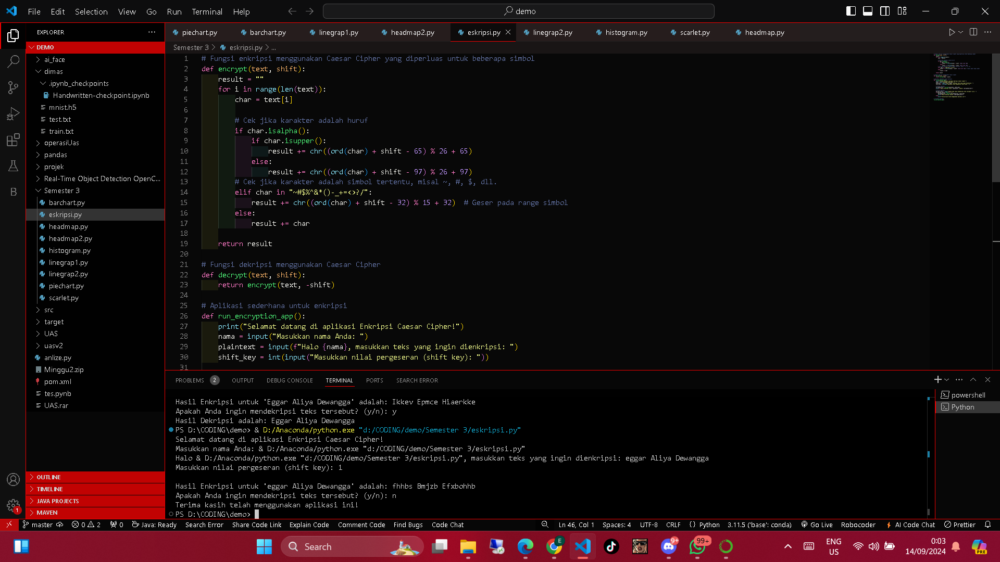 File Edit Selection View Go Run Terminal Help
demo
EXPLORER
DEMO
ai_face
dimas
.ipynb_checkpoints
Handwritten-checkpoint.ipynb
mnist.h5
test.txt
train.txt
operasiUas
pandas
projek
Real-Time Object Detection OpenC...
Semester 3
barchart.py
eskripsi.py
headmap.py
headmap2.py
histogram.py
linegrap1.py
linegrap2.py
piechart.py
scarlet.py
src
target
UAS
uasv2
anlize.py
Minggu2.zip
pom.xml
tes.pynb
UAS.rar
OUTLINE
TIMELINE
JAVA PROJECTS
MAVEN
piechart.py barchart.py linegrap1.py headmap2.py eskripsi.py linegrap2.py histogram.py scarlet.py headmap.py
Semester 3 > eskripsi.py > ...
1 # Fungsi enkripsi menggunakan Caesar Cipher yang diperluas untuk beberapa simbol
2 def encrypt(text, shift):
3 result = ""
4 for i in range(len(text)):
5 char = text[i]
6
7 # Cek jika karakter adalah huruf
8 if char.isalpha():
9 if char.isupper():
10 result += chr((ord(char) + shift - 65) % 26 + 65)
11 else:
12 result += chr((ord(char) + shift - 97) % 26 + 97)
13 # Cek jika karakter adalah simbol tertentu, misal ~, #, $, dll.
14 elif char in "~#$%^&*()-_+=<>?/":
15 result += chr((ord(char) + shift - 32) % 15 + 32) # Geser pada range simbol
16 else:
17 result += char
18
19 return result
20
21 # Fungsi dekripsi menggunakan Caesar Cipher
22 def decrypt(text, shift):
23 return encrypt(text, -shift)
24
25 # Aplikasi sederhana untuk enkripsi
26 def run_encryption_app():
27 print("Selamat datang di aplikasi Enkripsi Caesar Cipher!")
28 nama = input("Masukkan nama Anda: ")
29 plaintext = input(f"Halo {nama}, masukkan teks yang ingin dienkripsi: ")
30 shift_key = int(input("Masukkan nilai pergeseran (shift key): "))
31
PROBLEMS 2 OUTPUT DEBUG CONSOLE TERMINAL PORTS SEARCH ERROR
powershell
Python
Hasil Enkripsi untuk 'Eggar Aliya Dewangga' adalah: Ikkev Epmce Hiaerkke
Apakah Anda ingin mendekripsi teks tersebut? (y/n): y
Hasil Dekripsi adalah: Eggar Aliya Dewangga
PS D:\CODING\demo> & D:/Anaconda/python.exe "d:/CODING/demo/Semester 3/eskripsi.py"
Selamat datang di aplikasi Enkripsi Caesar Cipher!
Masukkan nama Anda: & D:/Anaconda/python.exe "d:/CODING/demo/Semester 3/eskripsi.py"
Halo & D:/Anaconda/python.exe "d:/CODING/demo/Semester 3/eskripsi.py", masukkan teks yang ingin dienkripsi: eggar Aliya Dewangga
Masukkan nilai pergeseran (shift key): 1
Hasil Enkripsi untuk 'eggar Aliya Dewangga' adalah: fhhbs Bmjzb Efxbohhb
Apakah Anda ingin mendekripsi teks tersebut? (y/n): n
Terima kasih telah menggunakan aplikasi ini!
PS D:\CODING\demo>
1
master 0 2 0 Java: Ready Search Error Share Code Link Explain Code Comment Code Find Bugs Code Chat Ln 46, Col 1 Spaces: 4 UTF-8 CRLF {} Python 3.11.5 ('base': conda) Go Live Robocoder AI Code Chat Prettier
Search
E
9+
99+
ENG
US
0:03
14/09/2024
PRE